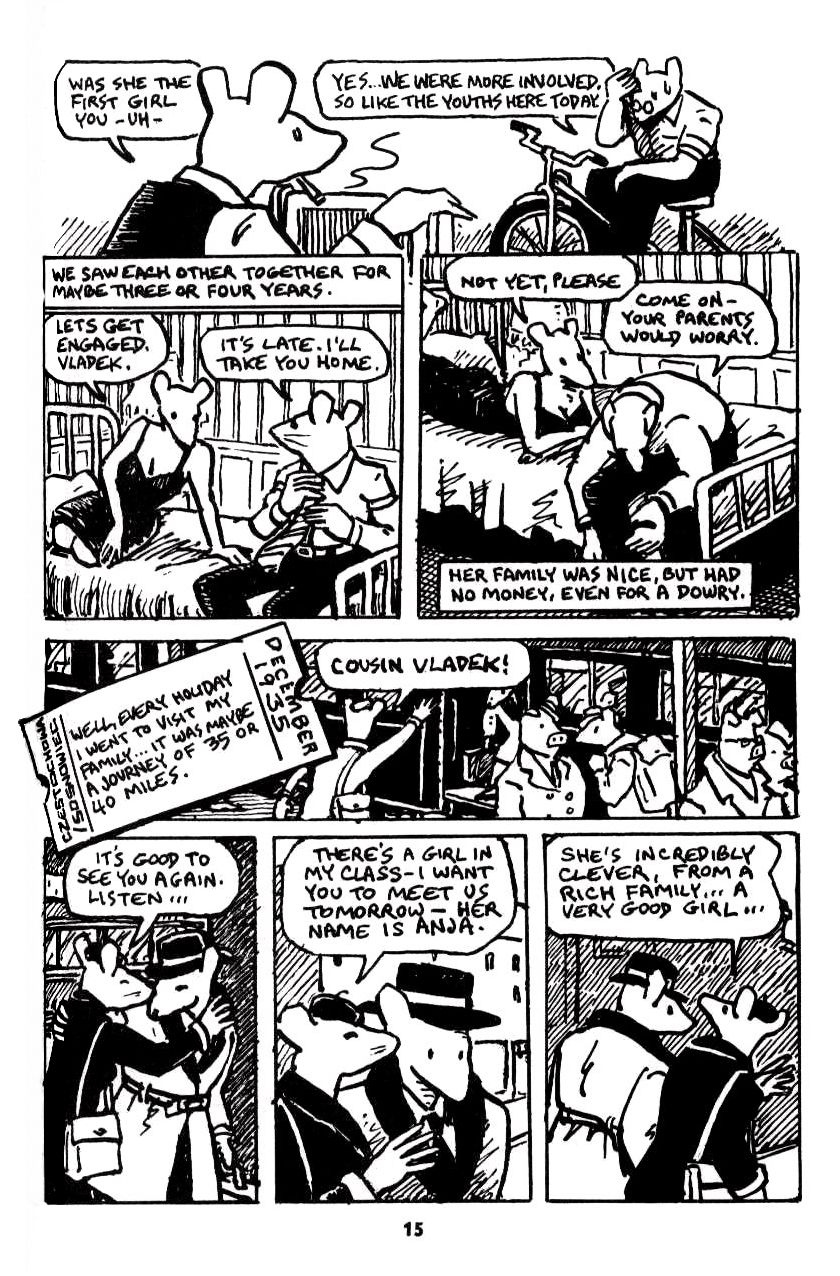 WAS SHE THE
FIRST GIRL
YOU -UH-
YES...WE WERE MORE INVOLVED.
SO LIKE THE YOUTHS HERE TODAY.
WE SAW EACH OTHER TOGETHER FOR
MAYBE THREE OR FOUR YEARS.
LETS GET
ENGAGED.
VLADEK.
IT'S LATE. I'LL
TAKE YOU HOME.
NOT YET, PLEASE
COME ON-
YOUR PARENTS
WOULD WORRY.
HER FAMILY WAS NICE, BUT HAD
NO MONEY, EVEN FOR A DOWRY.
DECEMBER
1935
WELL, EVERY HOLIDAY
I WENT TO VISIT MY
FAMILY... IT WAS MAYBE
A JOURNEY OF 35 OR
40 MILES.
COUSIN VLADEK!
IT'S GOOD TO
SEE YOU AGAIN.
LISTEN...
THERE'S A GIRL IN
MY CLASS-I WANT
YOU TO MEET US
TOMORROW - HER
NAME IS ANJA.
SHE'S INCREDIBLY
CLEVER, FROM A
RICH FAMILY... A
VERY GOOD GIRL...
15